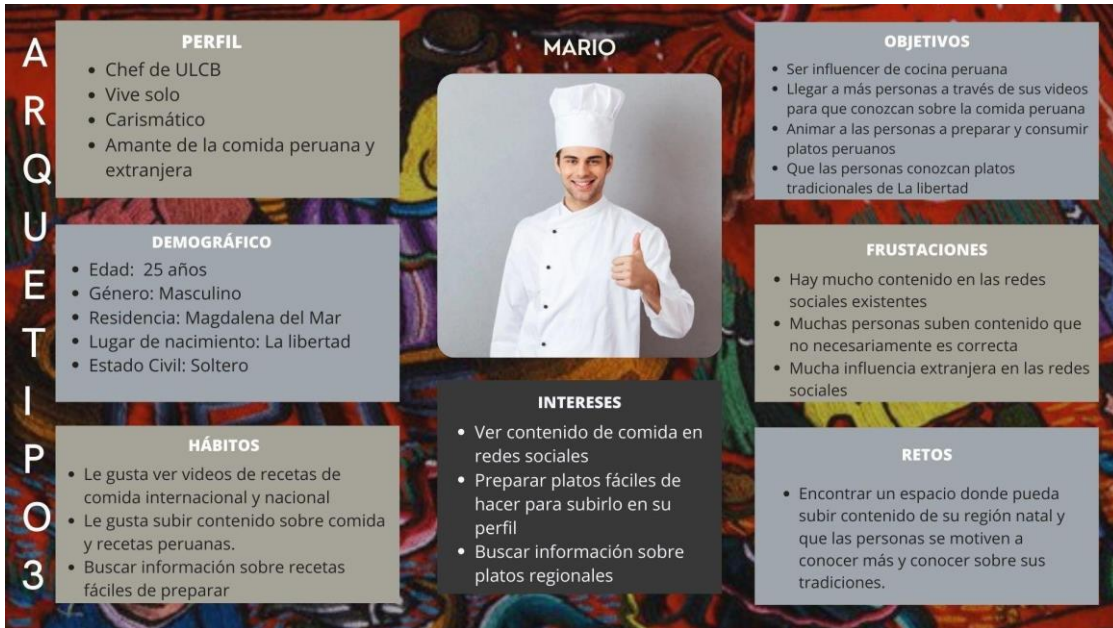 ARQUETIPO 3
PERFIL
• Chef de ULCB
• Vive solo
• Carismático
• Amante de la comida peruana y
extranjera
DEMOGRÁFICO
• Edad: 25 años
• Género: Masculino
• Residencia: Magdalena del Mar
• Lugar de nacimiento: La libertad
• Estado Civil: Soltero
HÁBITOS
• Le gusta ver videos de recetas de
comida internacional y nacional
• Le gusta subir contenido sobre comida
y recetas peruanas.
• Buscar información sobre recetas
fáciles de preparar
MARIO
INTERESES
• Ver contenido de comida en
redes sociales
• Preparar platos fáciles de
hacer para subirlo en su
perfil
• Buscar información sobre
platos regionales
OBJETIVOS
• Ser influencer de cocina peruana
• Llegar a más personas a través de sus videos
para que conozcan sobre la comida peruana
• Animar a las personas a preparar y consumir
platos peruanos
• Que las personas conozcan platos
tradicionales de La libertad
FRUSTACIONES
• Hay mucho contenido en las redes
sociales existentes
• Muchas personas suben contenido que
no necesariamente es correcta
• Mucha influencia extranjera en las redes
sociales
RETOS
• Encontrar un espacio donde pueda
subir contenido de su región natal y
que las personas se motiven a
conocer más y conocer sobre sus
tradiciones.